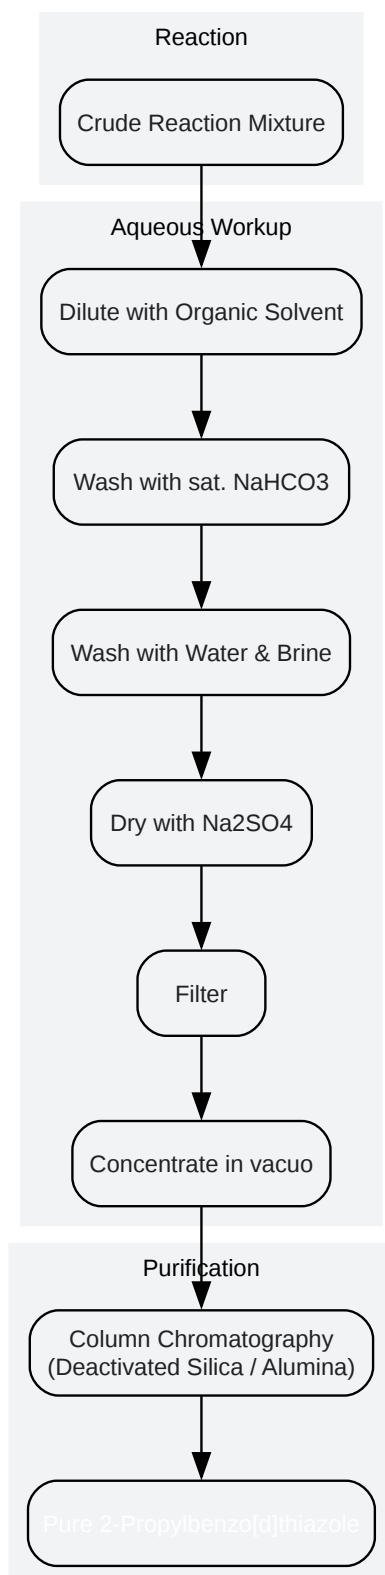 Reaction
Crude Reaction Mixture
Aqueous Workup
Dilute with Organic Solvent
Wash with sat. NaHCO3
Wash with Water & Brine
Dry with Na2SO4
Filter
Concentrate in vacuo
Purification
Column Chromatography
(Deactivated Silica / Alumina)
Pure 2-Propylbenzo[d]thiazole